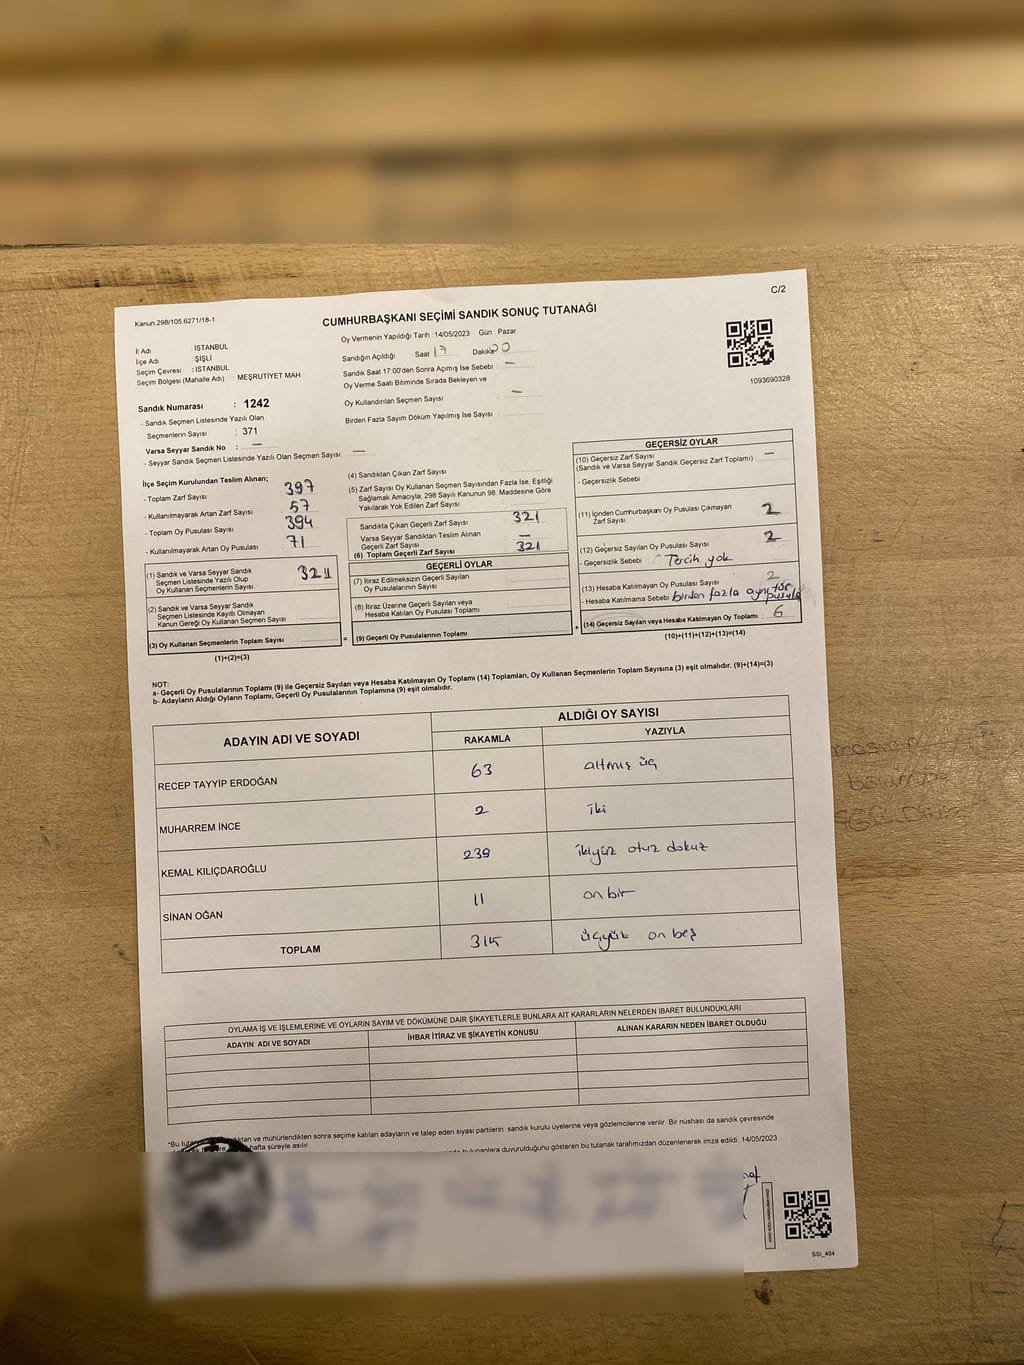 C/2
Kanun,298/105,6271/18-1
CUMHURBAŞKANI SEÇİMİ SANDIK SONUÇ TUTANAĞI
İl Adı : İSTANBUL
İlçe Adı : ŞİŞLİ
Seçim Çevresi : İSTANBUL
Seçim Bölgesi (Mahalle Adı) : MEŞRUTİYET MAH.
Oy Vermenin Yapıldığı Tarih : 14/05/2023 Gün : Pazar
Sandığın Açıldığı Saat 17 Dakika 20
Sandık Saat 17:00'den Sonra Açımış İse Sebebi —
Oy Verme Saati Bitiminde Sırada Bekleyen ve
Oy Kullandırılan Seçmen Sayısı —
Birden Fazla Sayım Döküm Yapılmış İse Sayısı
1093690328
Sandık Numarası : 1242
- Sandık Seçmen Listesinde Yazılı Olan
Seçmenlerin Sayısı : 371
Varsa Seyyar Sandık No : —
- Seyyar Sandık Seçmen Listesinde Yazılı Olan Seçmen Sayısı : —
İlçe Seçim Kurulundan Teslim Alınan;
- Toplam Zarf Sayısı 397
- Kullanılmayarak Artan Zarf Sayısı 57
- Toplam Oy Pusulası Sayısı 394
- Kullanılmayarak Artan Oy Pusulası 71
(1) Sandık ve Varsa Seyyar Sandık
Seçmen Listesinde Yazılı Olup
Oy Kullanan Seçmenlerin Sayısı 321
(2) Sandık ve Varsa Seyyar Sandık
Seçmen Listesinde Kayıtlı Olmayan
Kanun Gereği Oy Kullanan Seçmen Sayısı :
(3) Oy Kullanan Seçmenlerin Toplam Sayısı
(1)+(2)=(3)
(4) Sandıktan Çıkan Zarf Sayısı
(5) Zarf Sayısı Oy Kullanan Seçmen Sayısından Fazla İse, Eşitliği
Sağlamak Amacıyla; 298 Sayılı Kanunun 98. Maddesine Göre
Yakılarak Yok Edilen Zarf Sayısı
Sandıkta Çıkan Geçerli Zarf Sayısı 321
Varsa Seyyar Sandıktan Teslim Alınan
Geçerli Zarf Sayısı —
(6) Toplam Geçerli Zarf Sayısı 321
GEÇERLİ OYLAR
(7) İtiraz Edilmeksizin Geçerli Sayılan
Oy Pusulalarının Sayısı
(8) İtiraz Üzerine Geçerli Sayılan veya
Hesaba Katılan Oy Pusulası Toplamı
= (9) Geçerli Oy Pusulalarının Toplamı +
GEÇERSİZ OYLAR
(10) Geçersiz Zarf Sayısı
(Sandık ve Varsa Seyyar Sandık Geçersiz Zarf Toplamı) : —
- Geçersizlik Sebebi
(11) İçinden Cumhurbaşkanı Oy Pusulası Çıkmayan
Zarf Sayısı 2
(12) Geçersiz Sayılan Oy Pusulası Sayısı 2
- Geçersizlik Sebebi : Tercih yok
(13) Hesaba Katılmayan Oy Pusulası Sayısı 2
- Hesaba Katılmama Sebebi birden fazla aynı tür pusula
(14) Geçersiz Sayılan veya Hesaba Katılmayan Oy Toplamı : 6
(10)+(11)+(12)+(13)=(14)
NOT:
a- Geçerli Oy Pusulalarının Toplamı (9) ile Geçersiz Sayılan veya Hesaba Katılmayan Oy Toplamı (14) Toplamları, Oy Kullanan Seçmenlerin Toplam Sayısına (3) eşit olmalıdır. (9)+(14)=(3)
b- Adayların Aldığı Oyların Toplamı, Geçerli Oy Pusulalarının Toplamına (9) eşit olmalıdır.
ADAYIN ADI VE SOYADI
ALDIĞI OY SAYISI
RAKAMLA YAZIYLA
RECEP TAYYİP ERDOĞAN 63 altmış üç
MUHARREM İNCE 2 iki
KEMAL KILIÇDAROĞLU 239 ikiyüz otuz dokuz
SİNAN OĞAN 11 on bir
TOPLAM 315 üçyüz on beş
OYLAMA İŞ VE İŞLEMLERİNE VE OYLARIN SAYIM VE DÖKÜMÜNE DAİR ŞİKAYETLERLE BUNLARA AİT KARARLARIN NELERDEN İBARET BULUNDUKLARI
ADAYIN ADI VE SOYADI İHBAR İTİRAZ VE ŞİKAYETİN KONUSU ALINAN KARARIN NEDEN İBARET OLDUĞU
*Bu ve mühürlendikten sonra seçime katılan adayların ve talep eden siyasi partilerin sandık kurulu üyelerine veya gözlemcilerine verilir. Bir nüshası da sandık çevresinde
hafta süreyle asılır.
duyurulduğunu gösteren bu tutanak tarafımızdan düzenlenerek imza edildi. 14/05/2023
SSI_404